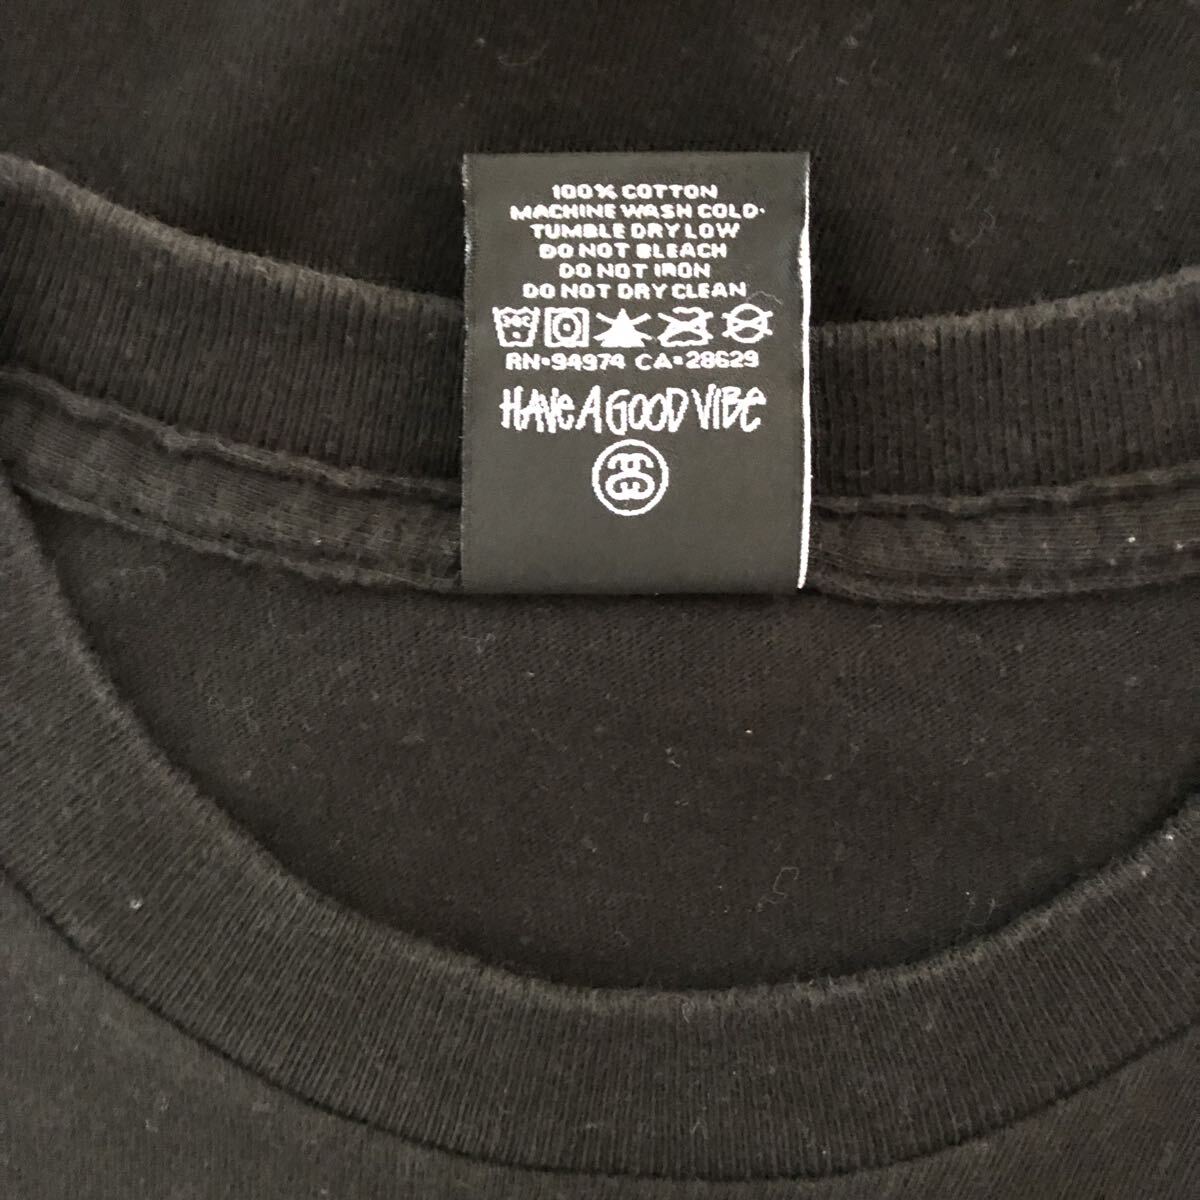 100% COTTON
MACHINE WASH COLD·
TUMBLE DRY LOW
DO NOT BLEACH
DO NOT IRON
DO NOT DRY CLEAN
RN=94974 CA=28629
HAVE A GOOD VIBE